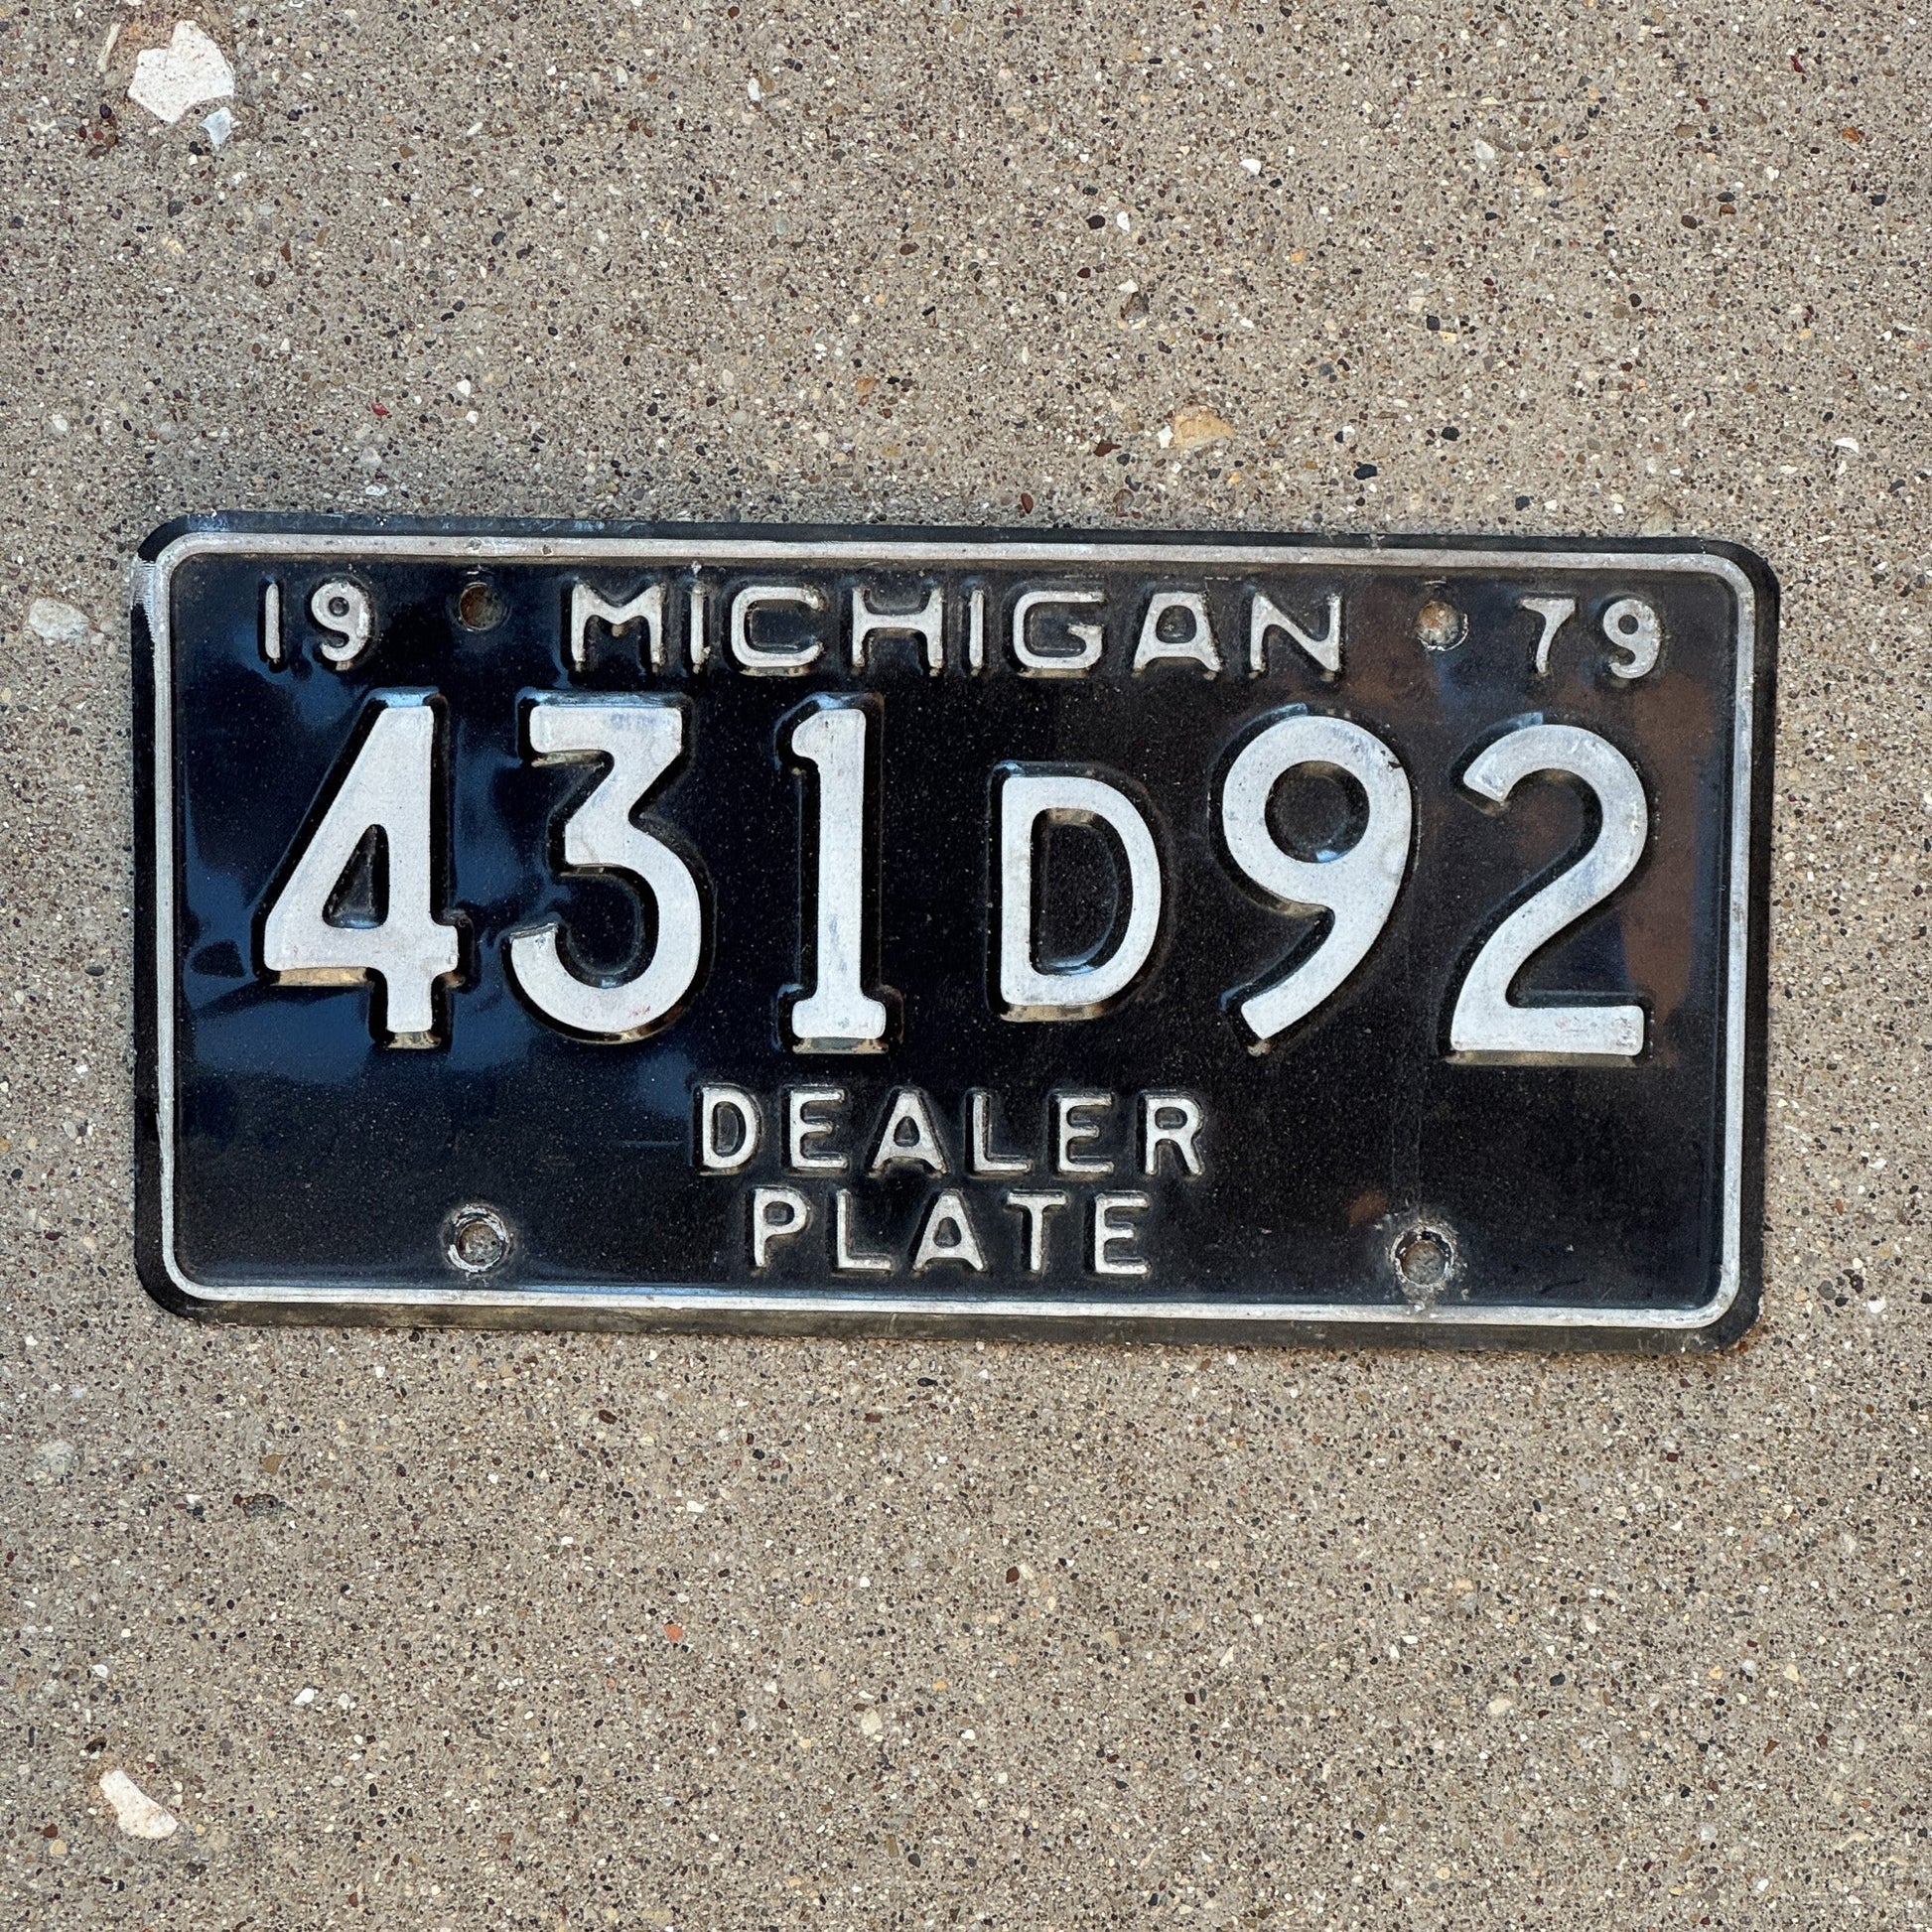 19 MICHIGAN 79
431D92
DEALER
PLATE